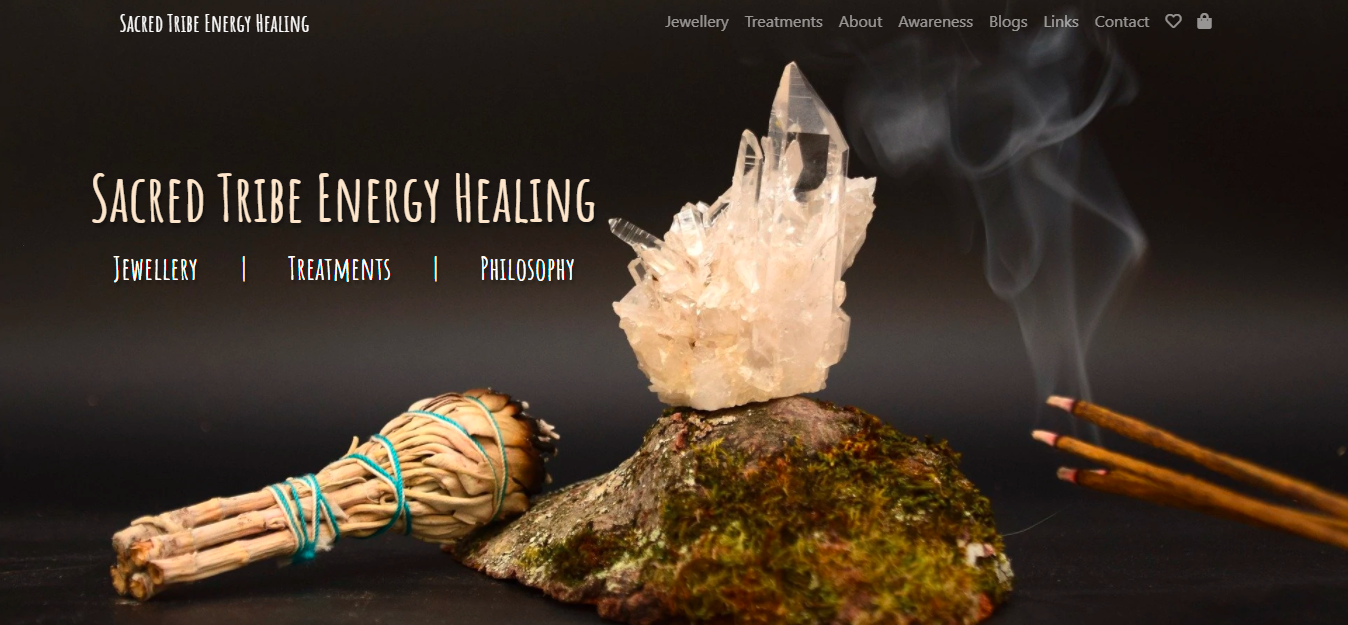 Sacred Tribe Energy Healing
Jewellery Treatments About Awareness Blogs Links Contact
Sacred Tribe Energy Healing
Jewellery | Treatments | Philosophy